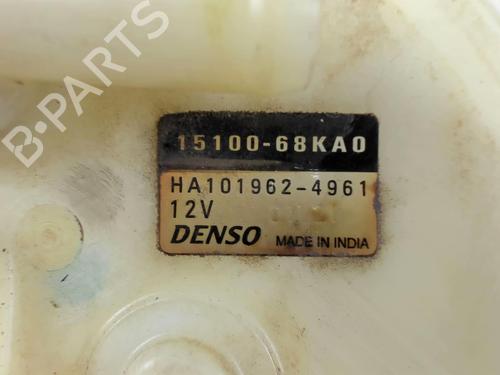 15100-68KA0
HA101962-4961
12V
DENSO MADE IN INDIA
B-PARTS